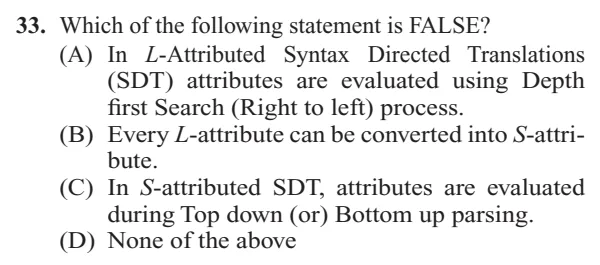 33. Which of the following statement is FALSE?
(A) In L-Attributed Syntax Directed Translations
(SDT) attributes are evaluated using Depth
first Search (Right to left) process.
(B) Every L-attribute can be converted into S-attri-
bute.
(C) In S-attributed SDT, attributes are evaluated
during Top down (or) Bottom up parsing.
(D) None of the above